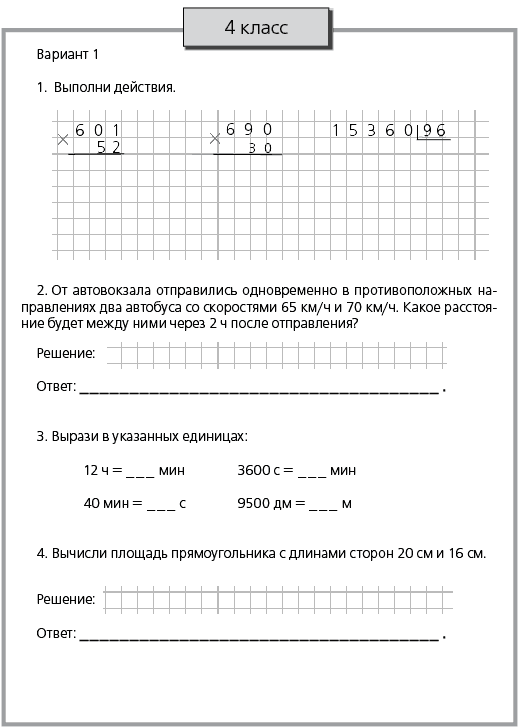 4 класс
Вариант 1
1. Выполни действия.
× 601 × 690 15360 96
52 30
2. От автовокзала отправились одновременно в противоположных на-
правлениях два автобуса со скоростями 65 км/ч и 70 км/ч. Какое расстоя-
ние будет между ними через 2 ч после отправления?
Решение:
Ответ: ______________________________________ .
3. Вырази в указанных единицах:
12 ч = ___ мин 3600 с = ___ мин
40 мин = ___ с 9500 дм = ___ м
4. Вычисли площадь прямоугольника с длинами сторон 20 см и 16 см.
Решение:
Ответ: ______________________________________ .